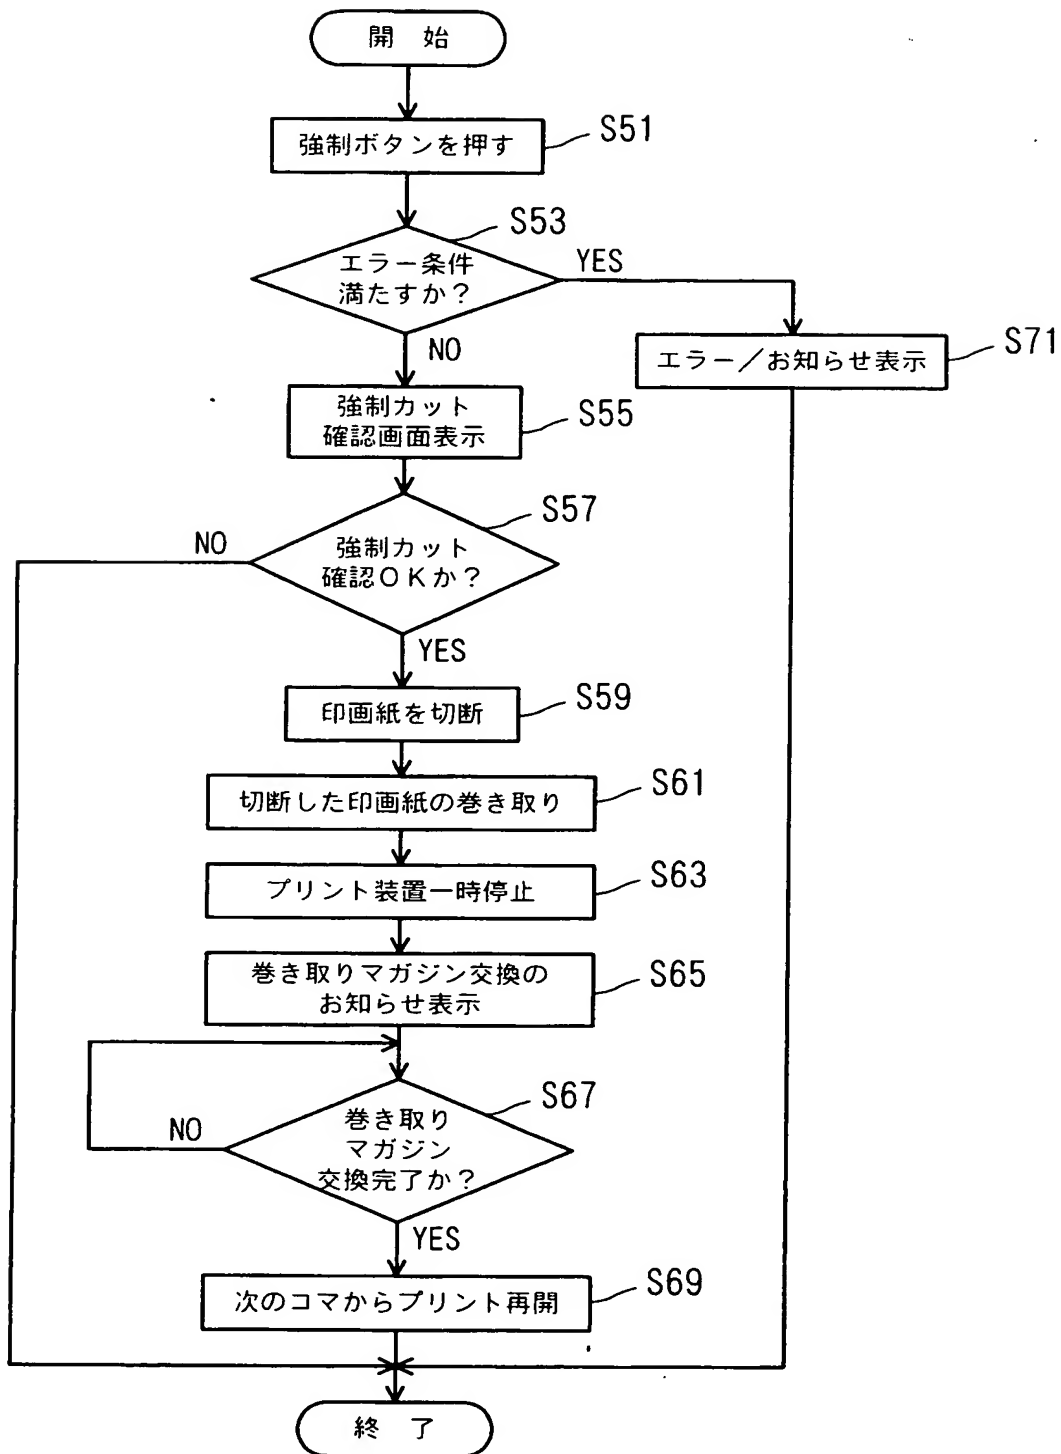 開 始
強制ボタンを押す
S51
S53
エラー条件
満たすか？
YES
NO
エラー／お知らせ表示
S71
強制カット
確認画面表示
S55
S57
強制カット
確認ＯＫか？
NO
YES
印画紙を切断
S59
切断した印画紙の巻き取り
S61
プリント装置一時停止
S63
巻き取りマガジン交換の
お知らせ表示
S65
S67
巻き取り
マガジン
交換完了か？
NO
YES
次のコマからプリント再開
S69
終 了